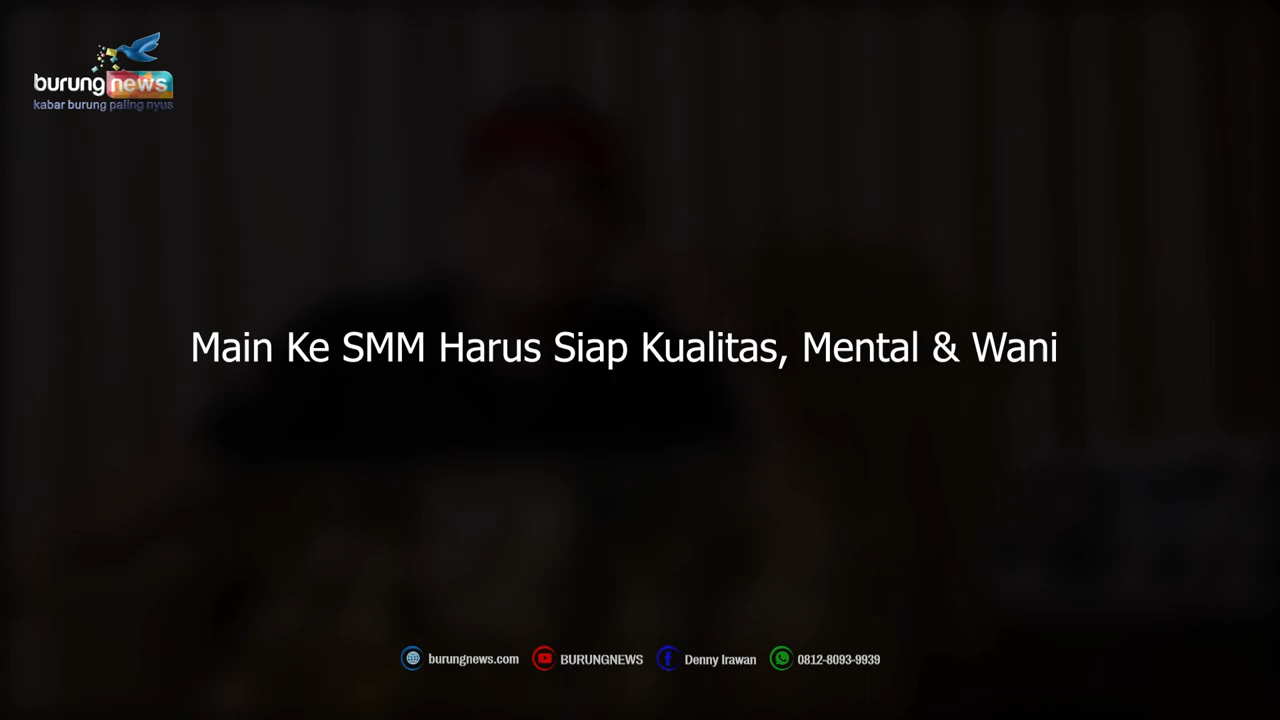 burungnews
kabar burung paling nyus
Main Ke SMM Harus Siap Kualitas, Mental & Wani
burungnews.com BURUNGNEWS Denny Irawan 0812-8093-9939